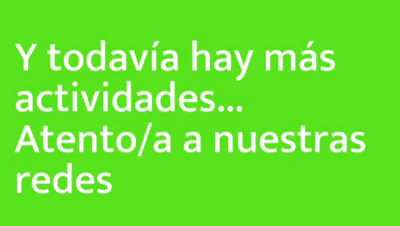 Y todavía hay más
actividades...
Atento/a a nuestras
redes